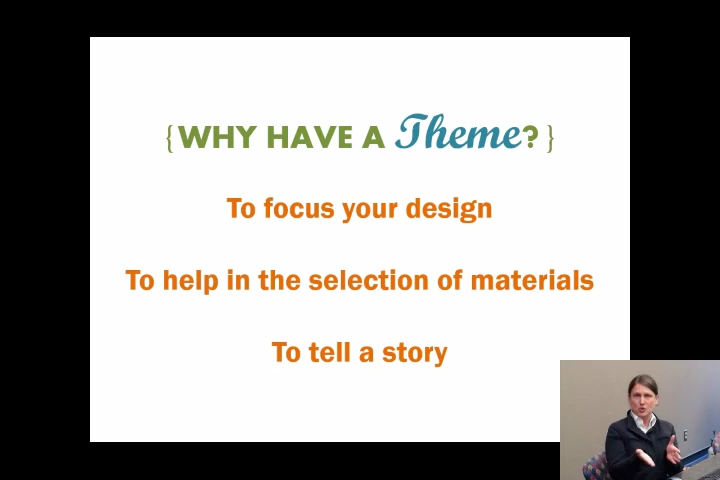 {WHY HAVE A Theme?}
To focus your design
To help in the selection of materials
To tell a story